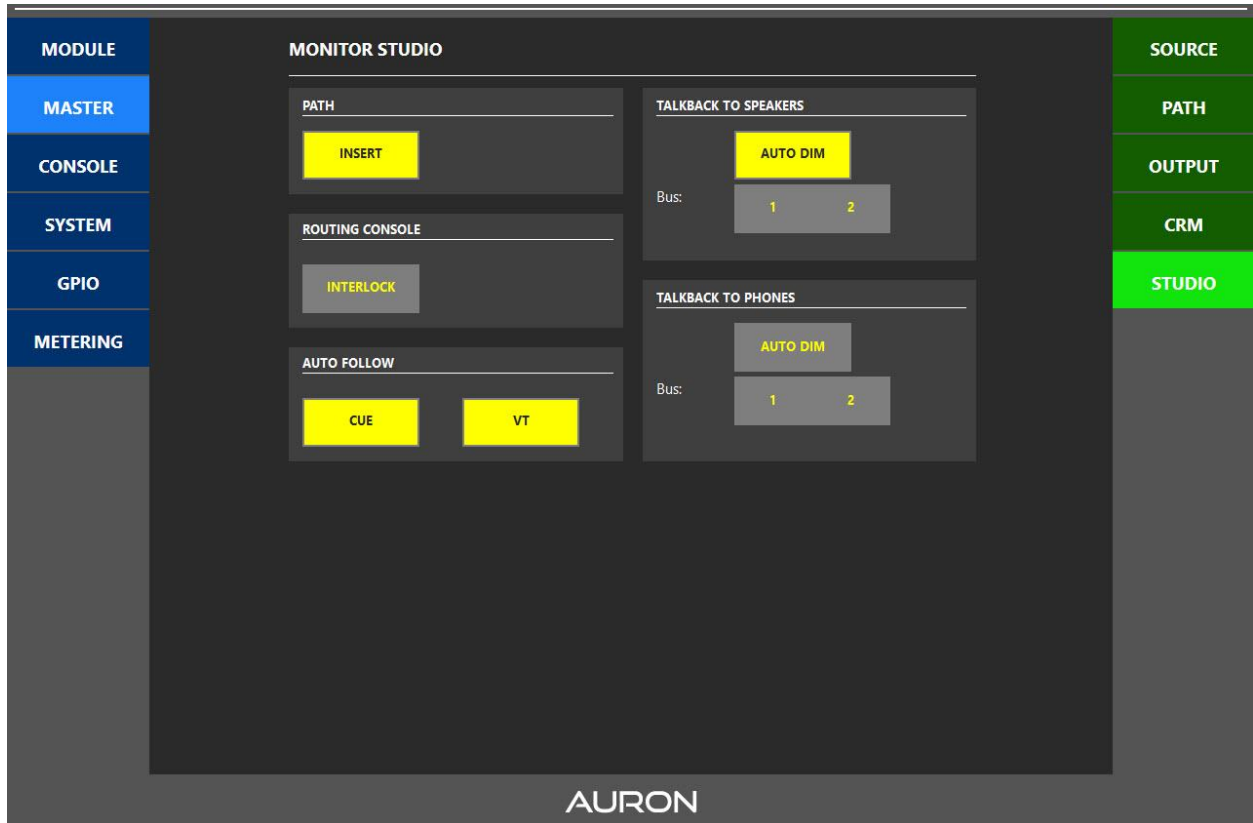 MODULE
MASTER
CONSOLE
SYSTEM
GPIO
METERING
MONITOR STUDIO
PATH
INSERT
ROUTING CONSOLE
INTERLOCK
AUTO FOLLOW
CUE VT
TALKBACK TO SPEAKERS
AUTO DIM
Bus: 1 2
TALKBACK TO PHONES
AUTO DIM
Bus: 1 2
SOURCE
PATH
OUTPUT
CRM
STUDIO
AURON